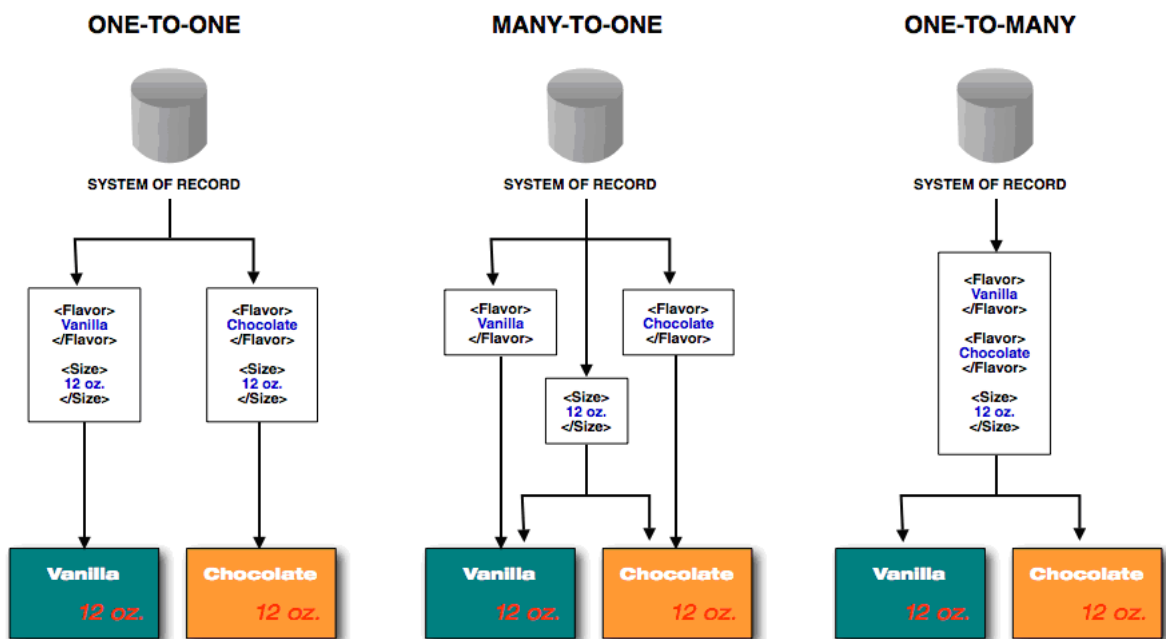 ONE-TO-ONE
SYSTEM OF RECORD
<Flavor>
Vanilla
</Flavor>
<Size>
12 oz.
</Size>
<Flavor>
Chocolate
</Flavor>
<Size>
12 oz.
</Size>
Vanilla
12 oz.
Chocolate
12 oz.
MANY-TO-ONE
SYSTEM OF RECORD
<Flavor>
Vanilla
</Flavor>
<Flavor>
Chocolate
</Flavor>
<Size>
12 oz.
</Size>
Vanilla
12 oz.
Chocolate
12 oz.
ONE-TO-MANY
SYSTEM OF RECORD
<Flavor>
Vanilla
</Flavor>
<Flavor>
Chocolate
</Flavor>
<Size>
12 oz.
</Size>
Vanilla
12 oz.
Chocolate
12 oz.